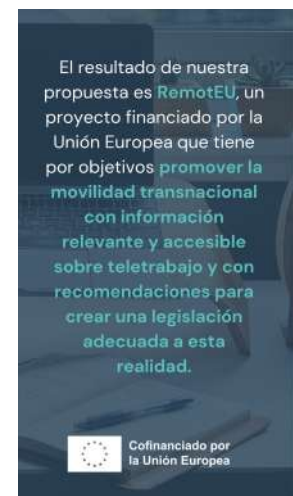 El resultado de nuestra
propuesta es RemotEU, un
proyecto financiado por la
Unión Europea que tiene
por objetivos promover la
movilidad transnacional
con información
relevante y accesible
sobre teletrabajo y con
recomendaciones para
crear una legislación
adecuada a esta
realidad.
Cofinanciado por
la Unión Europea